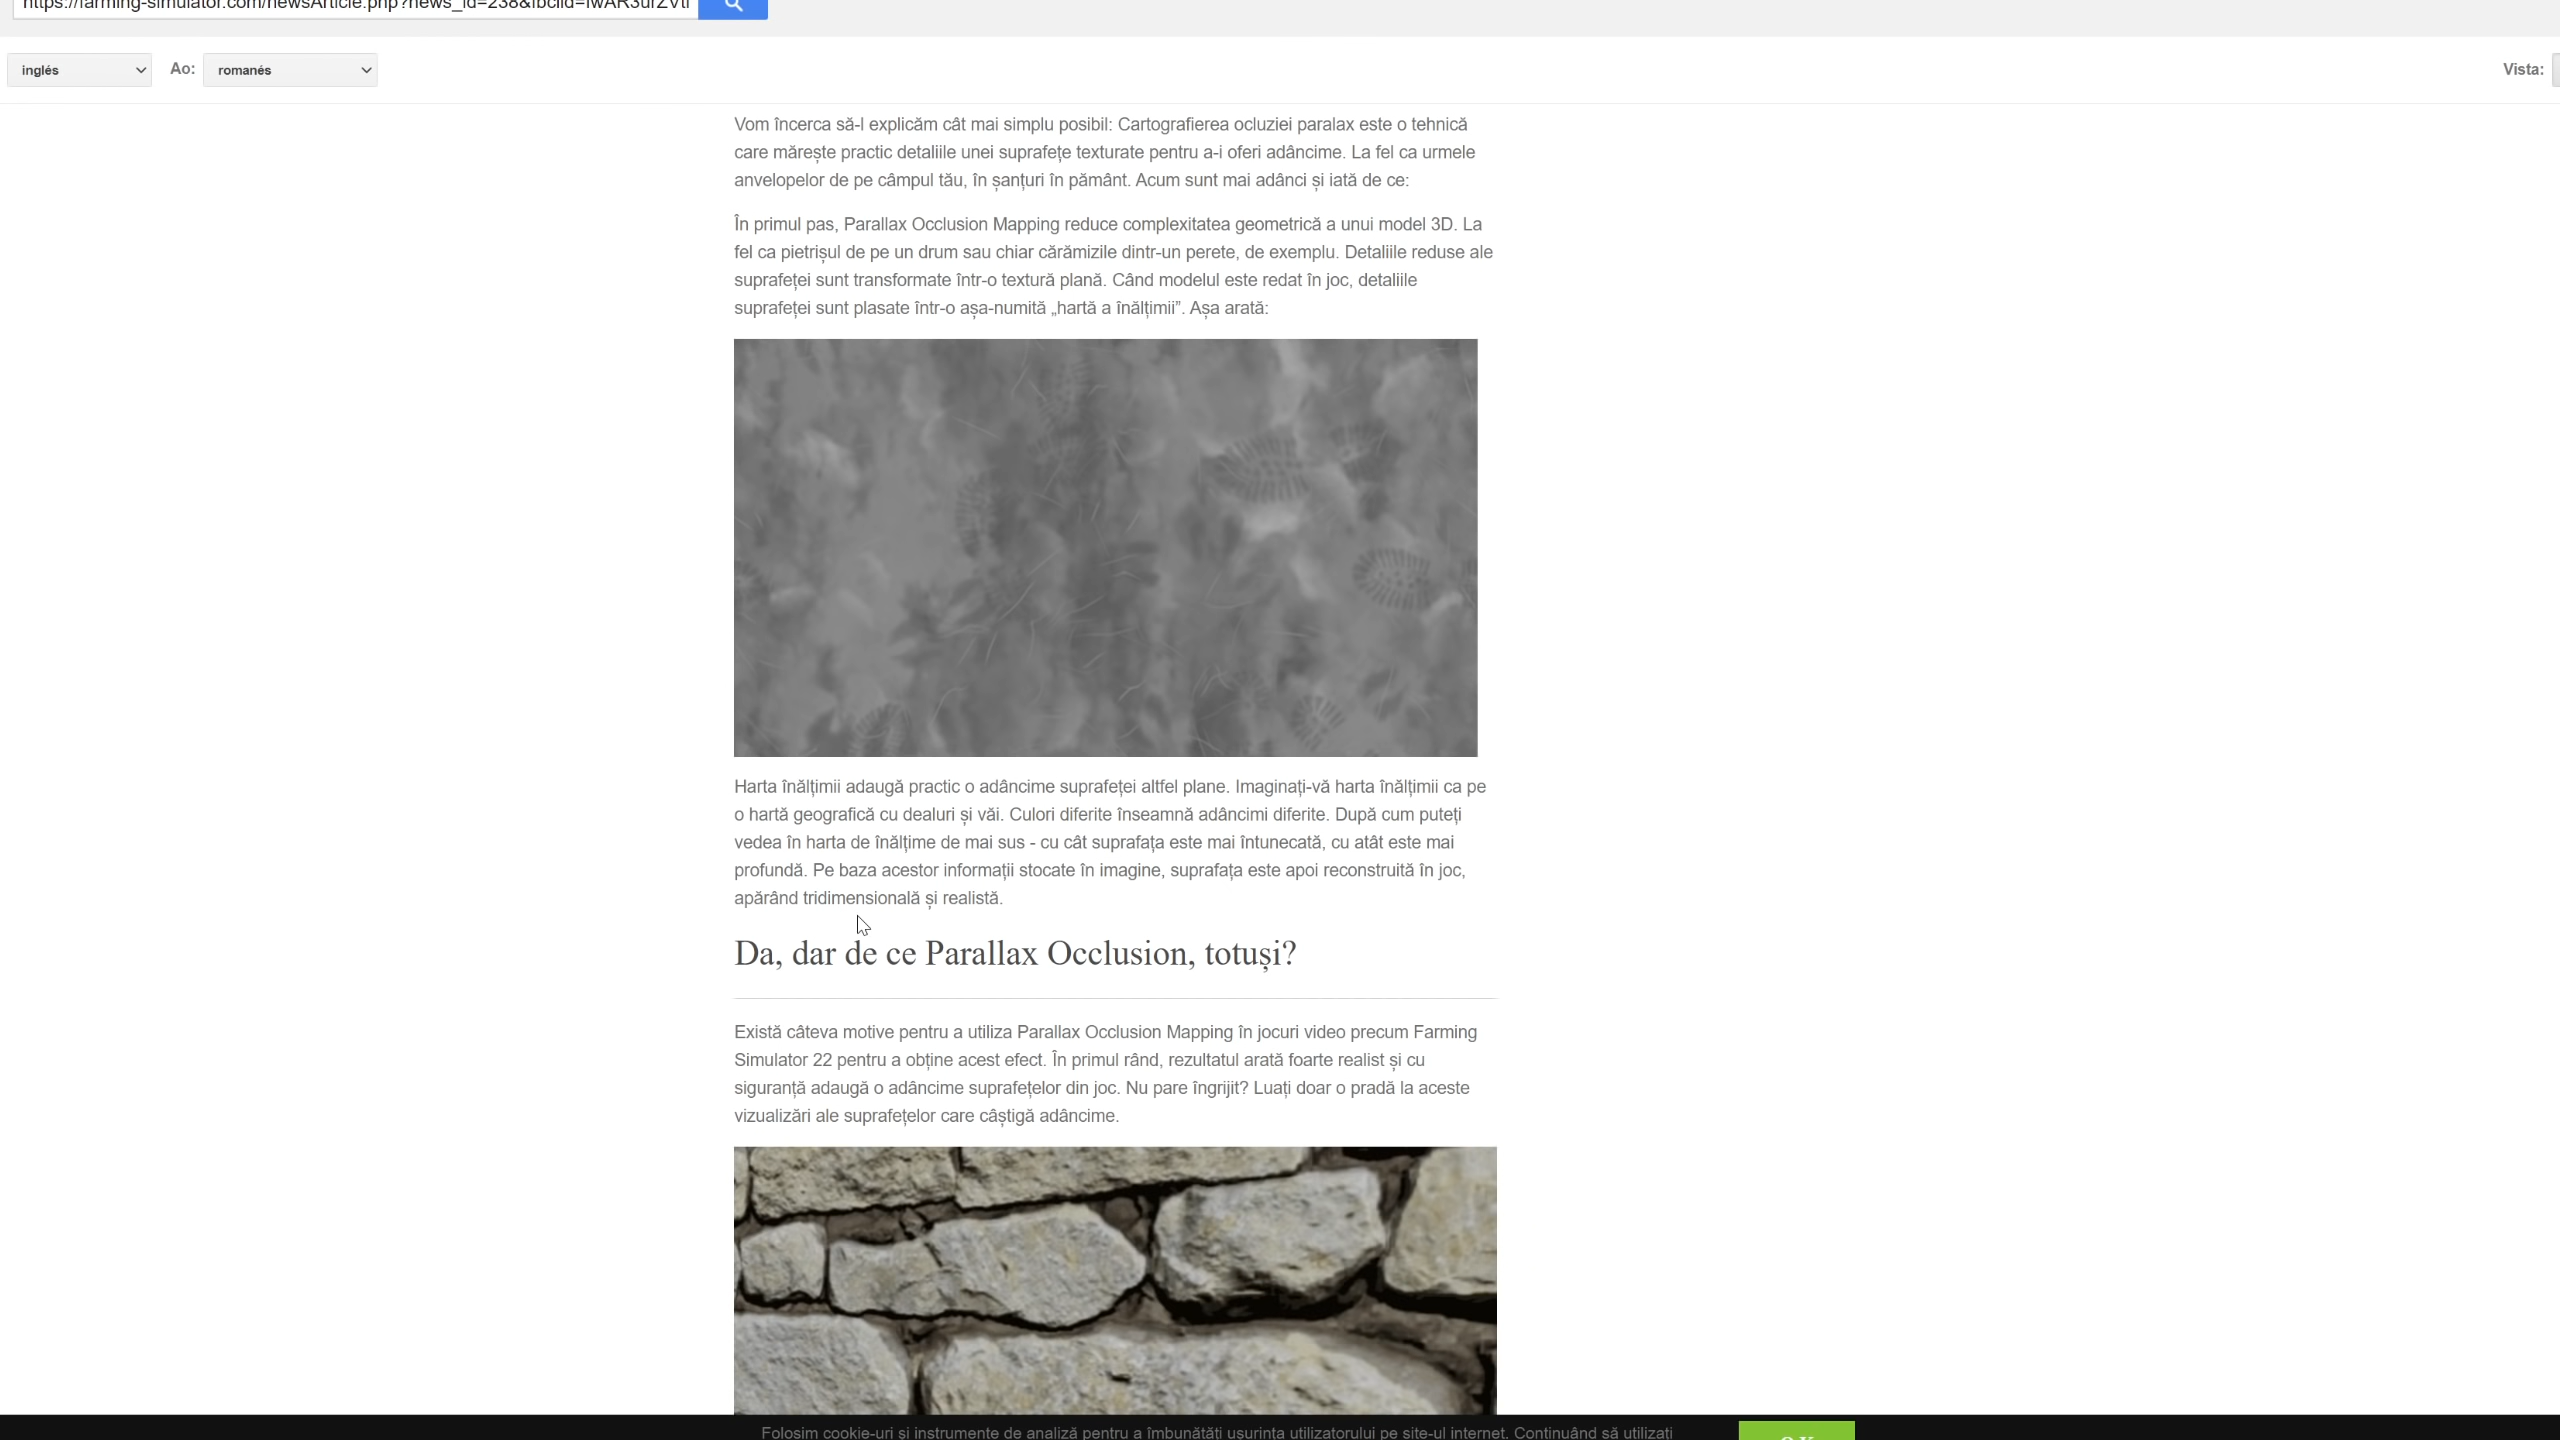 https://farming-simulator.com/newsArticle.php?news_id=238&fbclid=IwAR3urZVtl
inglés
Ao:
romanés
Vista:
Vom încerca să-l explicăm cât mai simplu posibil: Cartografierea ocluziei paralax este o tehnică
care mărește practic detaliile unei suprafețe texturate pentru a-i oferi adâncime. La fel ca urmele
anvelopelor de pe câmpul tău, în șanțuri în pământ. Acum sunt mai adânci și iată de ce:
În primul pas, Parallax Occlusion Mapping reduce complexitatea geometrică a unui model 3D. La
fel ca pietrișul de pe un drum sau chiar cărămizile dintr-un perete, de exemplu. Detaliile reduse ale
suprafeței sunt transformate într-o textură plană. Când modelul este redat în joc, detaliile
suprafeței sunt plasate într-o așa-numită „hartă a înălțimii”. Așa arată:
Harta înălțimii adaugă practic o adâncime suprafeței altfel plane. Imaginați-vă harta înălțimii ca pe
o hartă geografică cu dealuri și văi. Culori diferite înseamnă adâncimi diferite. După cum puteți
vedea în harta de înălțime de mai sus - cu cât suprafața este mai întunecată, cu atât este mai
profundă. Pe baza acestor informații stocate în imagine, suprafața este apoi reconstruită în joc,
apărând tridimensională și realistă.
Da, dar de ce Parallax Occlusion, totuși?
Există câteva motive pentru a utiliza Parallax Occlusion Mapping în jocuri video precum Farming
Simulator 22 pentru a obține acest efect. În primul rând, rezultatul arată foarte realist și cu
siguranță adaugă o adâncime suprafețelor din joc. Nu pare îngrijit? Luați doar o pradă la aceste
vizualizări ale suprafețelor care câștigă adâncime.
Folosim cookie-uri și instrumente de analiză pentru a îmbunătăți ușurința utilizatorului pe site-ul internet. Continuând să utilizați
OK